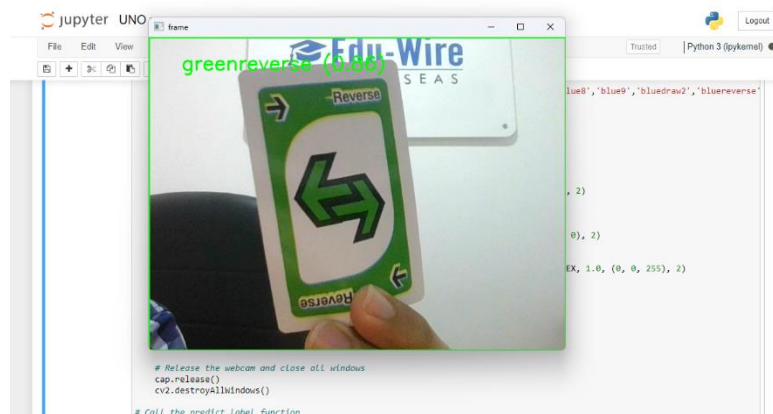 jupyter UNO
Logout
File Edit View
Trusted
Python 3 (ipykernel)
frame
greenreverse (0.86)
Edu-Wire
SEAS
Reverse
Reverse
lue8','blue9','bluedraw2','bluereverse'
, 2)
0), 2)
EX, 1.0, (0, 0, 255), 2)
# Release the webcam and close all windows
cap.release()
cv2.destroyAllWindows()
# Call the predict label function